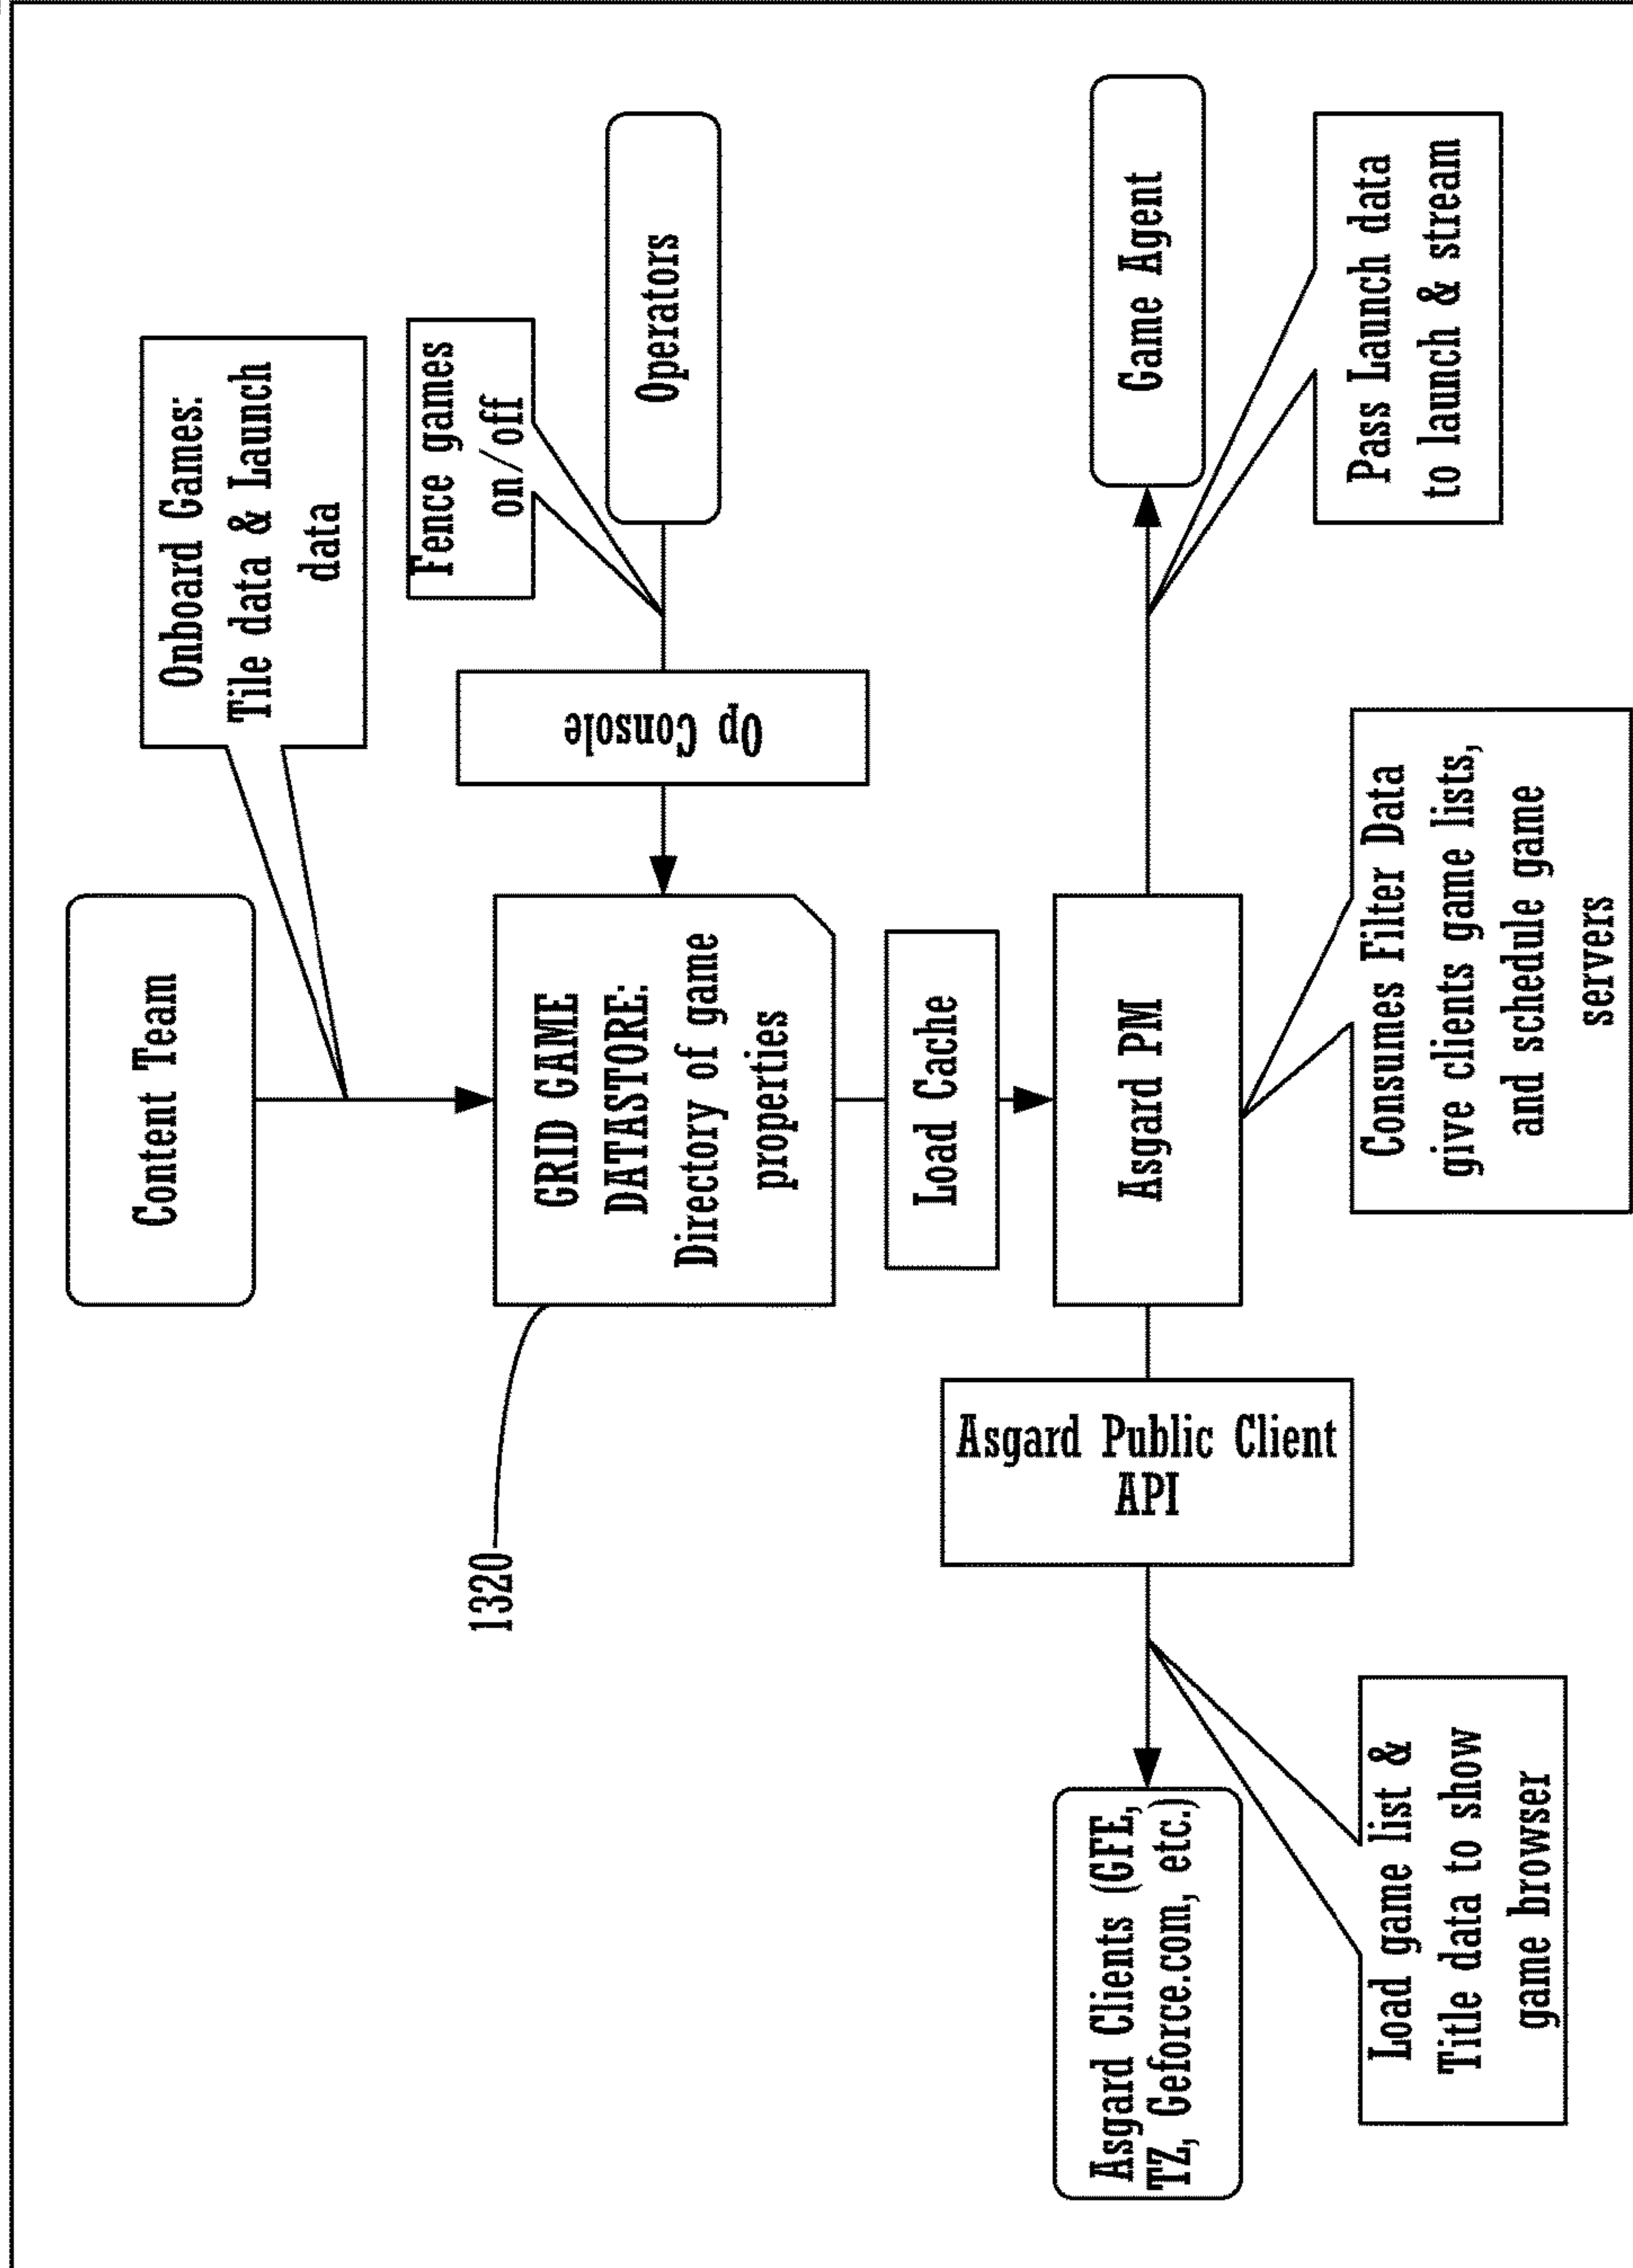 Content Team
Onboard Games:
Tile data & Launch
data
Fence games
on/off
1320
GRID GAME
DATASTORE:
Directory of game
properties
Op Console
Operators
Load Cache
Asgard Clients (GFE,
TZ, Geforce.com, etc.)
Asgard Public Client
API
Asgard PM
Game Agent
Load game list &
Title data to show
game browser
Consumes Filter Data
give clients game lists,
and schedule game
servers
Pass Launch data
to launch & stream